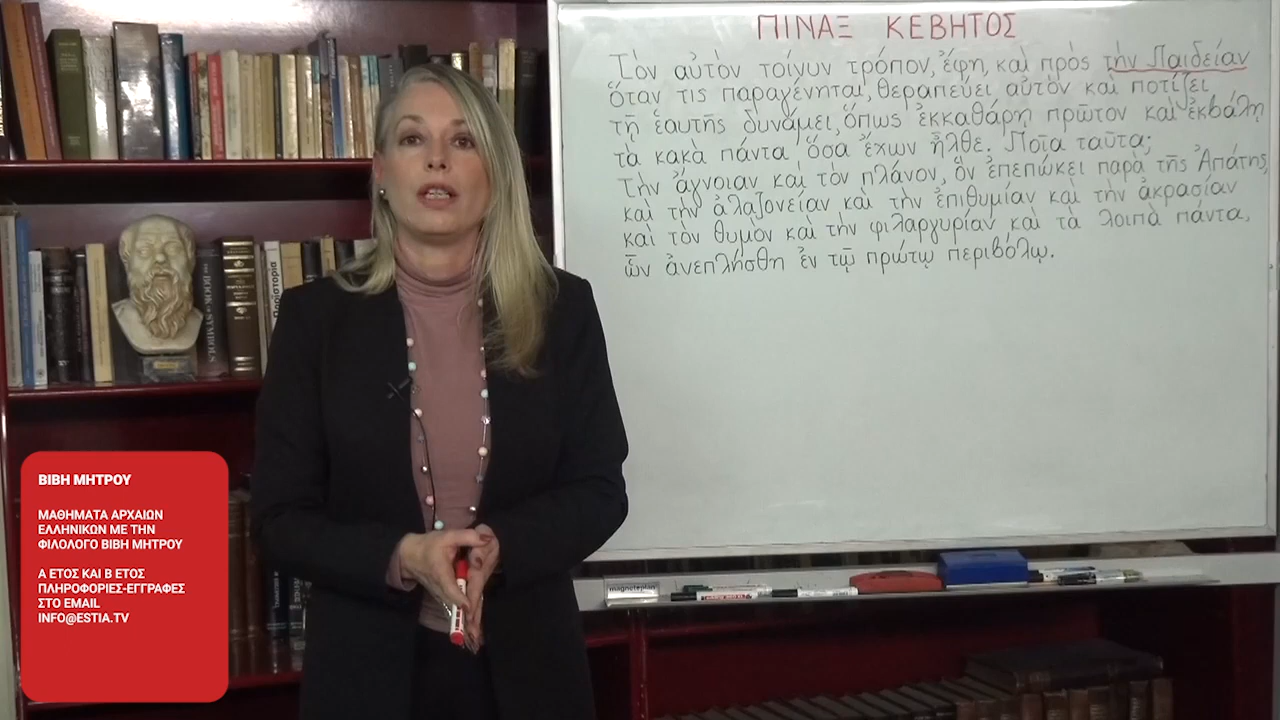 ΠΙΝΑΞ ΚΕΒΗΤΟΣ
Τὸν αὐτὸν τοίνυν τρόπον, ἔφη, καὶ πρὸς τὴν Παιδείαν
ὅταν τις παραγένηται, θεραπεύει αὐτὸν καὶ ποτίζει
τῇ ἑαυτῆς δυνάμει, ὅπως ἐκκαθάρῃ πρῶτον καὶ ἐκβάλῃ
τὰ κακὰ πάντα ὅσα ἔχων ἦλθε. Ποῖα ταῦτα;
Τὴν ἄγνοιαν καὶ τὸν πλάνον, ὃν ἐπεπώκει παρὰ τῆς Ἀπάτης,
καὶ τὴν ἀλαζονείαν καὶ τὴν ἐπιθυμίαν καὶ τὴν ἀκρασίαν
καὶ τὸν θυμὸν καὶ τὴν φιλαργυρίαν καὶ τὰ λοιπὰ πάντα,
ὧν ἀνεπλήσθη ἐν τῷ πρώτῳ περιβόλῳ.
THE BOOK of SYMBOLS
magnetoplan
ΒΙΒΗ ΜΗΤΡΟΥ
ΜΑΘΗΜΑΤΑ ΑΡΧΑΙΩΝ
ΕΛΛΗΝΙΚΩΝ ΜΕ ΤΗΝ
ΦΙΛΟΛΟΓΟ ΒΙΒΗ ΜΗΤΡΟΥ
Α ΕΤΟΣ ΚΑΙ Β ΕΤΟΣ
ΠΛΗΡΟΦΟΡΙΕΣ-ΕΓΓΡΑΦΕΣ
ΣΤΟ EMAIL
INFO@ESTIA.TV